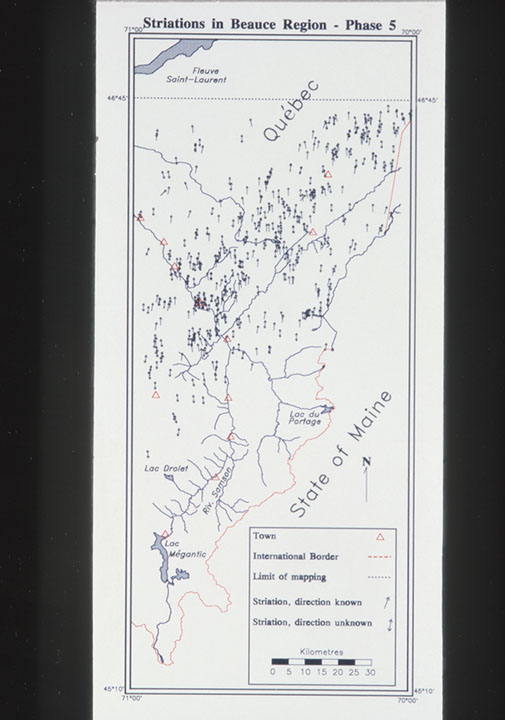 Striations in Beauce Region - Phase 5
71°00'
70°00'
Fleuve
Saint-Laurent
46°45'
46°45'
Québec
Lac du
Portage
State of Maine
Lac Drolet
Riv. Samson
N
Lac
Mégantic
Town
International Border
Limit of mapping
Striation, direction known
Striation, direction unknown
Kilometres
0 5 10 15 20 25 30
45°10'
45°10'
71°00'
70°00'